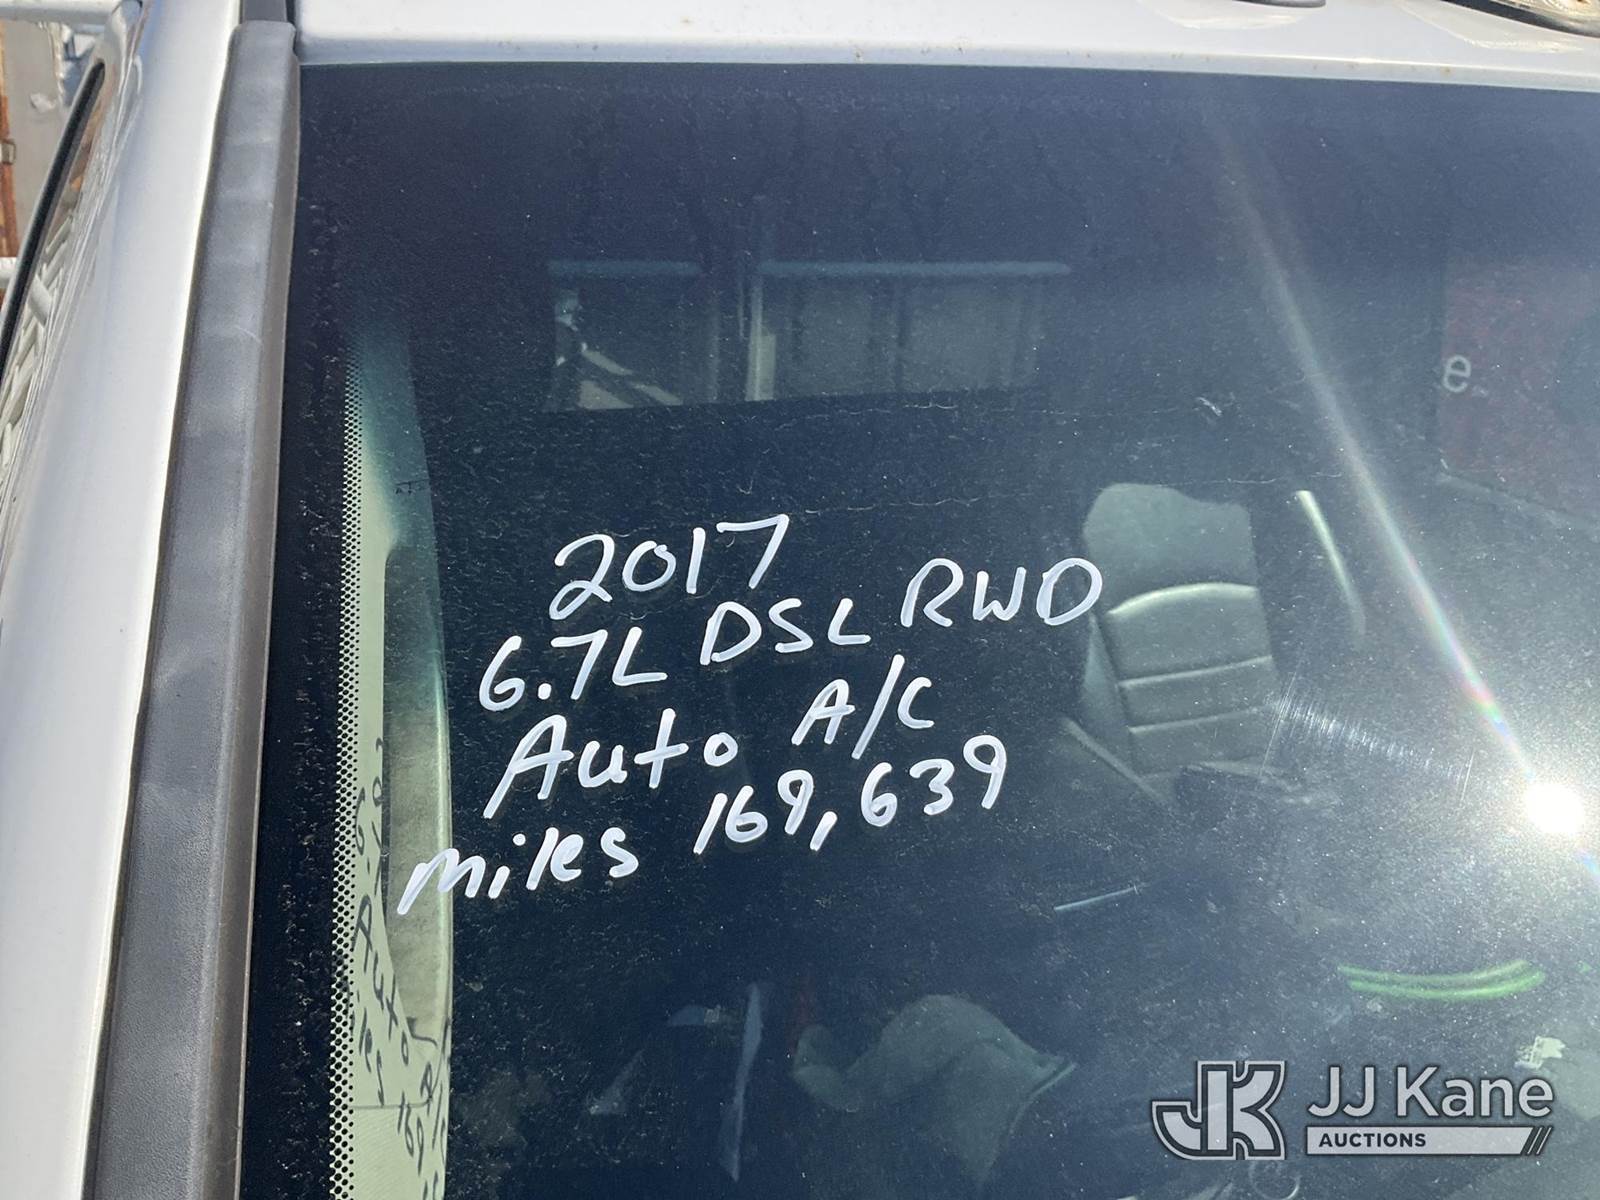 2017
6.7L DSL RWD
Auto A/C
miles 169,639
e
JJ Kane
AUCTIONS